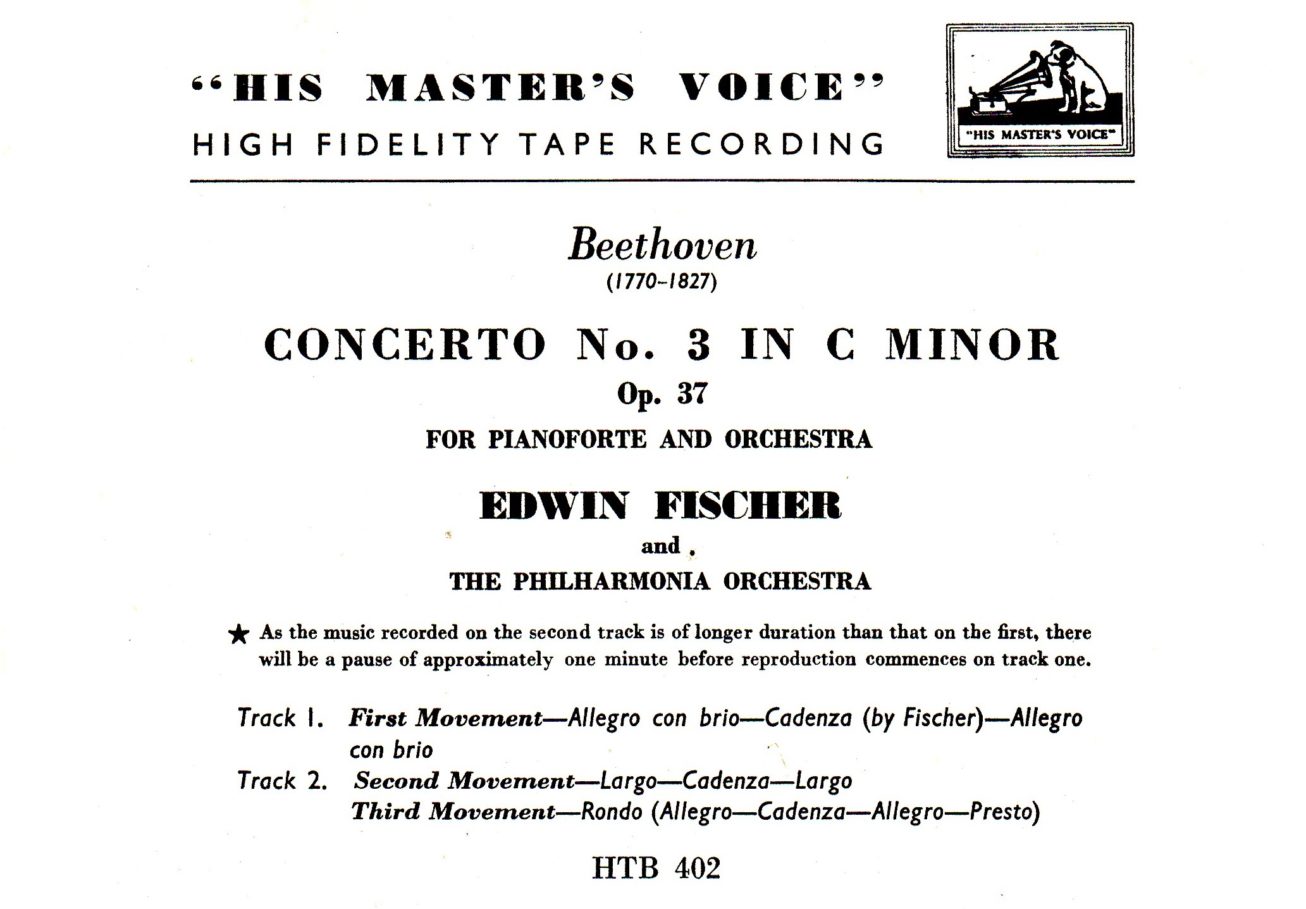 “HIS MASTER’S VOICE”
HIGH FIDELITY TAPE RECORDING
"HIS MASTER'S VOICE"
Beethoven
(1770–1827)
CONCERTO No. 3 IN C MINOR
Op. 37
FOR PIANOFORTE AND ORCHESTRA
EDWIN FISCHER
and .
THE PHILHARMONIA ORCHESTRA
★ As the music recorded on the second track is of longer duration than that on the first, there
will be a pause of approximately one minute before reproduction commences on track one.
Track 1. First Movement—Allegro con brio—Cadenza (by Fischer)—Allegro
con brio
Track 2. Second Movement—Largo—Cadenza—Largo
Third Movement—Rondo (Allegro—Cadenza—Allegro—Presto)
HTB 402